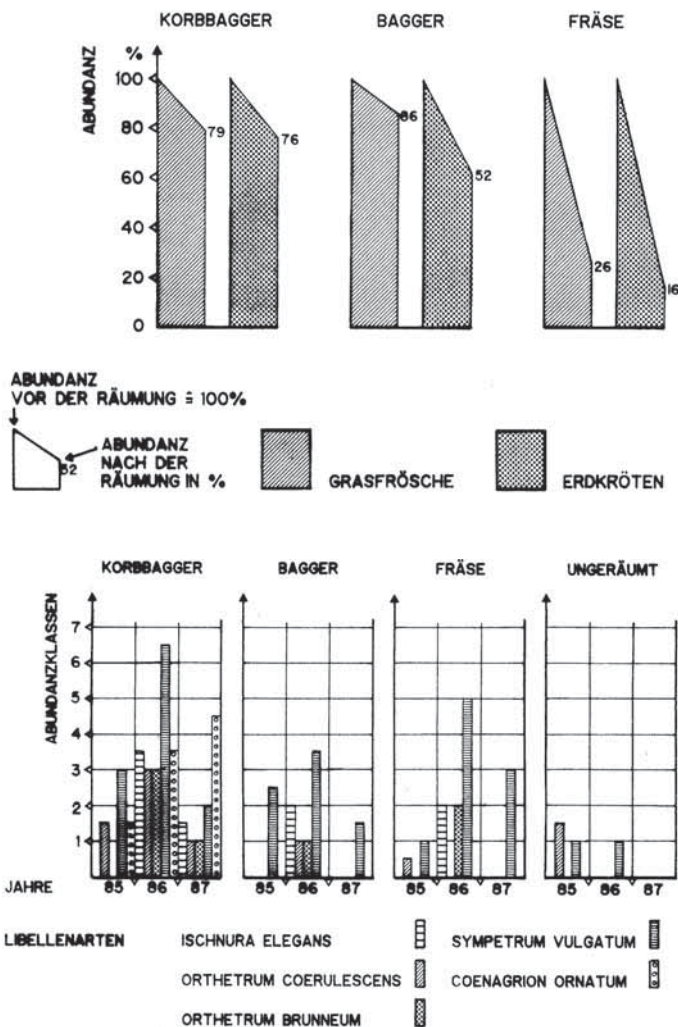 KORBBAGGER BAGGER FRÄSE
ABUNDANZ
%
100
80
60
40
20
0
79
76
86
52
26
16
ABUNDANZ
VOR DER RÄUMUNG ≙ 100%
ABUNDANZ
NACH DER
RÄUMUNG IN %
52
GRASFRÖSCHE
ERDKRÖTEN
KORBBAGGER BAGGER FRÄSE UNGERÄUMT
ABUNDANZKLASSEN
7
6
5
4
3
2
1
JAHRE 85 86 87 85 86 87 85 86 87 85 86 87
LIBELLENARTEN ISCHNURA ELEGANS SYMPETRUM VULGATUM
ORTHETRUM COERULESCENS COENAGRION ORNATUM
ORTHETRUM BRUNNEUM